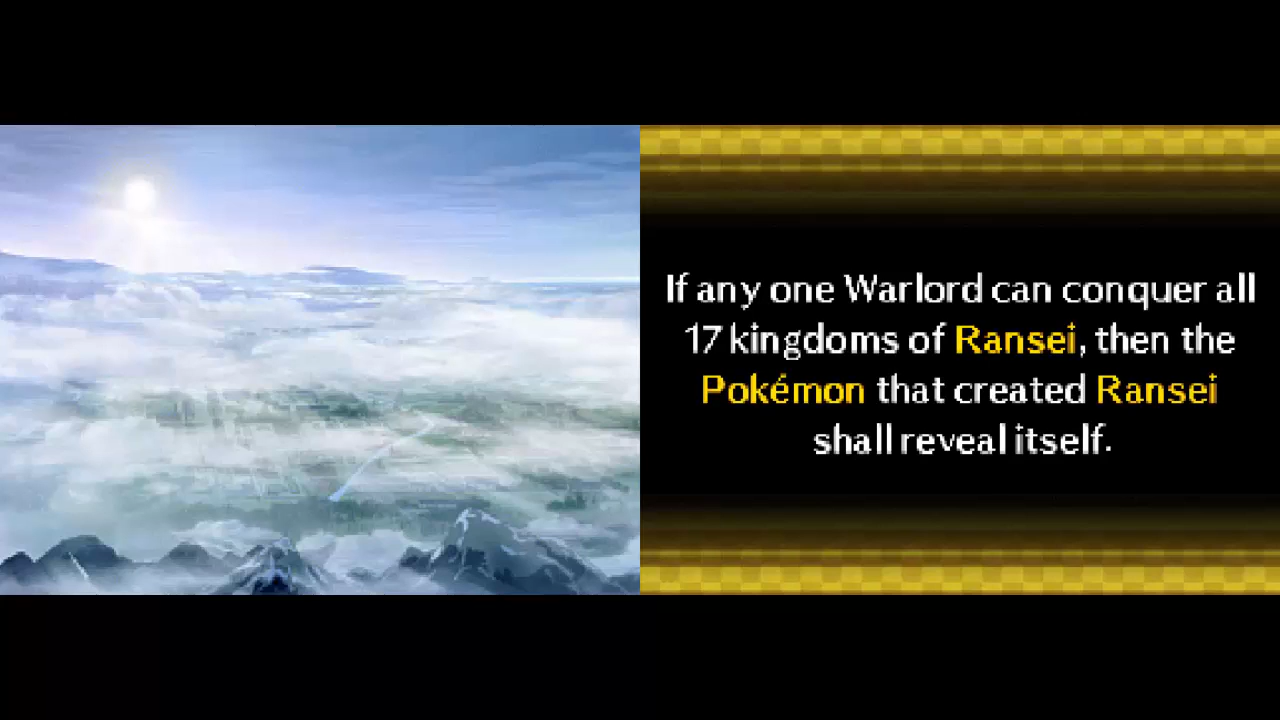 If any one Warlord can conquer all
17 kingdoms of Ransei, then the
Pokémon that created Ransei
shall reveal itself.